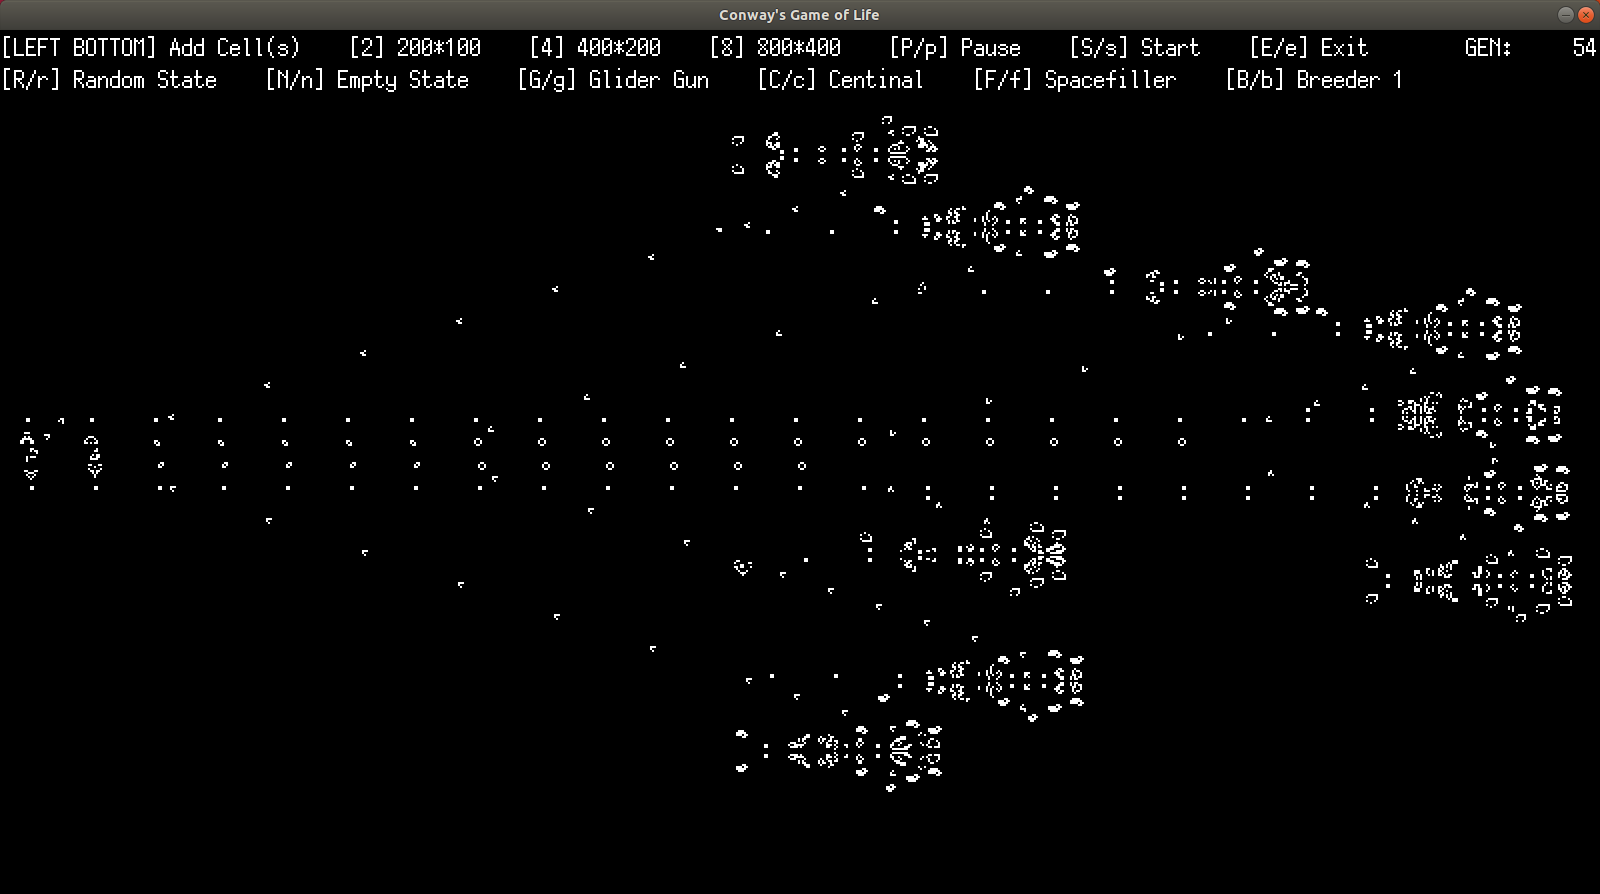 Conway's Game of Life
[LEFT BOTTOM] Add Cell(s) [2] 200*100 [4] 400*200 [8] 800*400 [P/p] Pause [S/s] Start [E/e] Exit GEN: 54
[R/r] Random State [N/n] Empty State [G/g] Glider Gun [C/c] Centinal [F/f] Spacefiller [B/b] Breeder 1